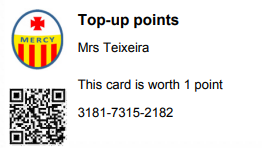 Top-up points
MERCY
Mrs Teixeira
This card is worth 1 point
3181-7315-2182